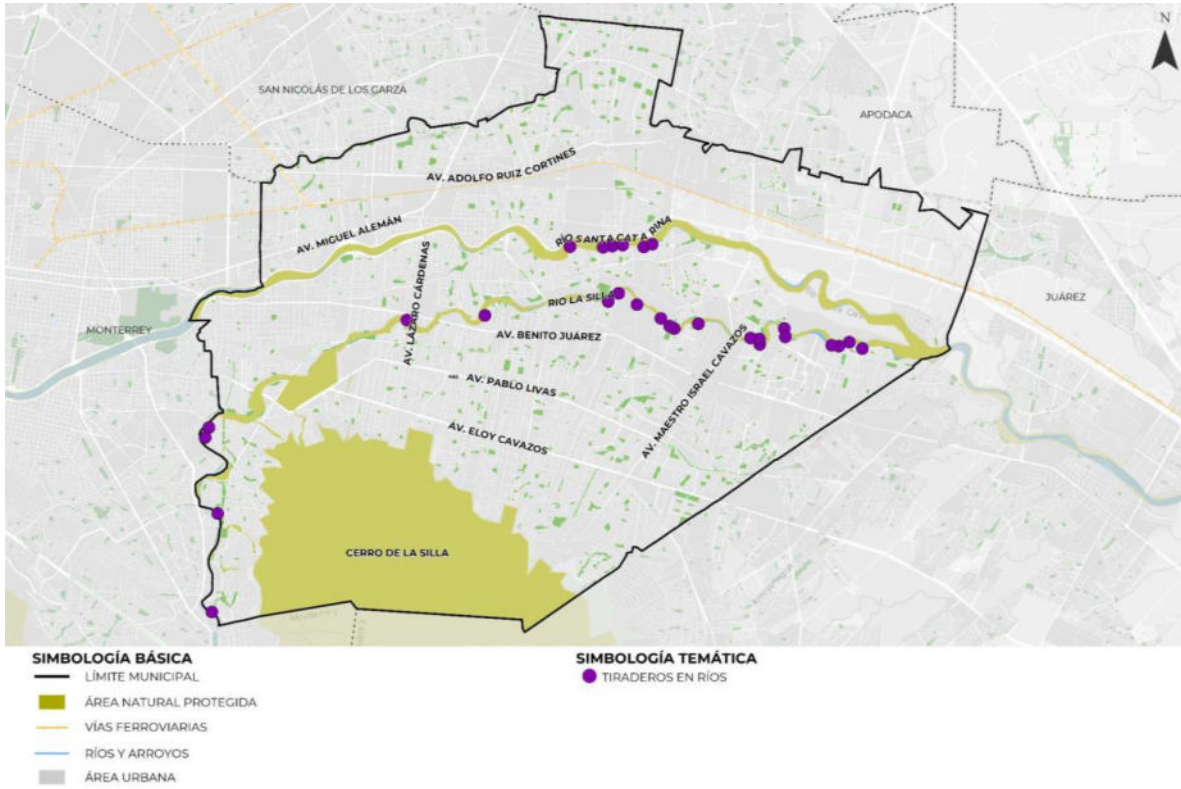 N
SAN NICOLÁS DE LOS GARZA
APODACA
AV. ADOLFO RUIZ CORTINES
AV. MIGUEL ALEMÁN
RÍO SANTA CATARINA
AV. LÁZARO CÁRDENAS
RIO LA SILLA
JUÁREZ
MONTERREY
AV. BENITO JUÁREZ
AV. MAESTRO ISRAEL CAVAZOS
AV. PABLO LIVAS
AV. ELOY CAVAZOS
CERRO DE LA SILLA
SIMBOLOGÍA BÁSICA
LÍMITE MUNICIPAL
ÁREA NATURAL PROTEGIDA
VÍAS FERROVIARIAS
RÍOS Y ARROYOS
ÁREA URBANA
SIMBOLOGÍA TEMÁTICA
TIRADEROS EN RÍOS